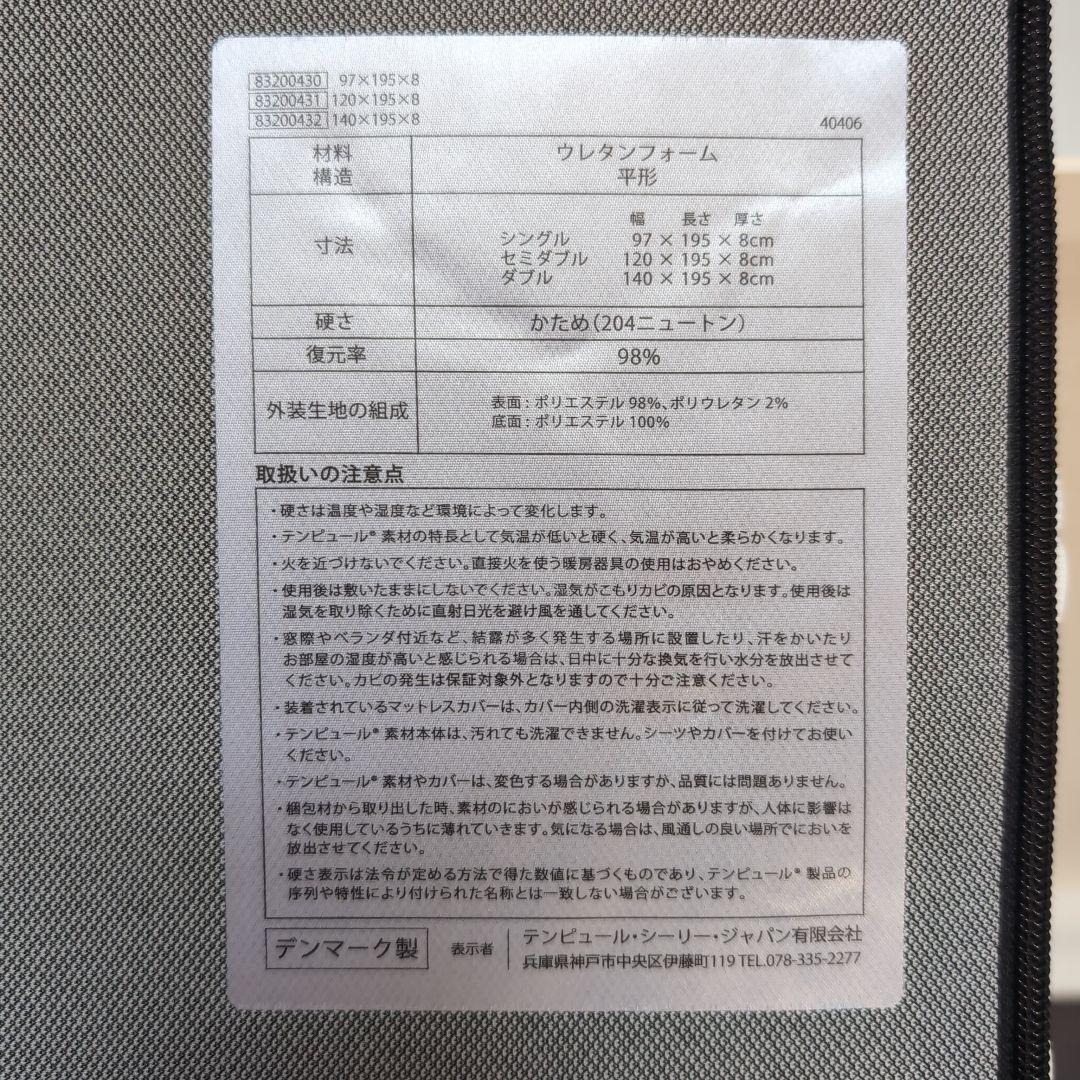 83200430 97×195×8
83200431 120×195×8
83200432 140×195×8
40406
材料 ウレタンフォーム
構造 平形
幅 長さ 厚さ
寸法
シングル 97 × 195 × 8cm
セミダブル 120 × 195 × 8cm
ダブル 140 × 195 × 8cm
硬さ かため(204ニュートン)
復元率 98%
外装生地の組成
表面 : ポリエステル 98%、ポリウレタン 2%
底面 : ポリエステル 100%
取扱いの注意点
・硬さは温度や湿度など環境によって変化します。
・テンピュール® 素材の特長として気温が低いと硬く、気温が高いと柔らかくなります。
・火を近づけないでください。直接火を使う暖房器具の使用はおやめください。
・使用後は敷いたままにしないでください。湿気がこもりカビの原因となります。使用後は
湿気を取り除くために直射日光を避け風を通してください。
・窓際やベランダ付近など、結露が多く発生する場所に設置したり、汗をかいたり
お部屋の湿度が高いと感じられる場合は、日中に十分な換気を行い水分を放出させて
ください。カビの発生は保証対象外となりますので十分ご注意ください。
・装着されているマットレスカバーは、カバー内側の洗濯表示に従って洗濯してください。
・テンピュール® 素材本体は、汚れても洗濯できません。シーツやカバーを付けてお使い
ください。
・テンピュール® 素材やカバーは、変色する場合がありますが、品質には問題ありません。
・梱包材から取り出した時、素材のにおいが感じられる場合がありますが、人体に影響は
なく使用しているうちに薄れていきます。気になる場合は、風通しの良い場所でにおいを
放出させてください。
・硬さ表示は法令が定める方法で得た数値に基づくものであり、テンピュール® 製品の
序列や特性により付けられた名称とは一致しない場合がございます。
デンマーク製 表示者 テンピュール・シーリー・ジャパン有限会社
兵庫県神戸市中央区伊藤町119 TEL.078-335-2277